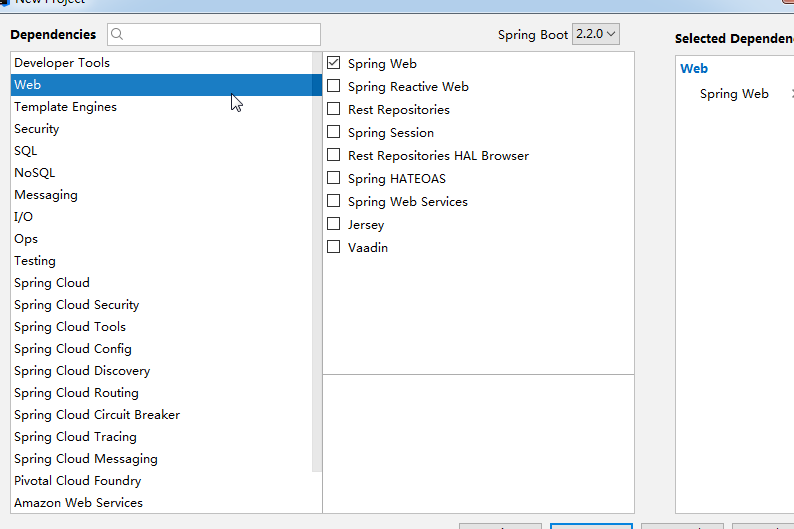 New Project
Dependencies
Spring Boot 2.2.0
Selected Dependen
Developer Tools
Web
Template Engines
Security
SQL
NoSQL
Messaging
I/O
Ops
Testing
Spring Cloud
Spring Cloud Security
Spring Cloud Tools
Spring Cloud Config
Spring Cloud Discovery
Spring Cloud Routing
Spring Cloud Circuit Breaker
Spring Cloud Tracing
Spring Cloud Messaging
Pivotal Cloud Foundry
Amazon Web Services
Spring Web
Spring Reactive Web
Rest Repositories
Spring Session
Rest Repositories HAL Browser
Spring HATEOAS
Spring Web Services
Jersey
Vaadin
Web
Spring Web